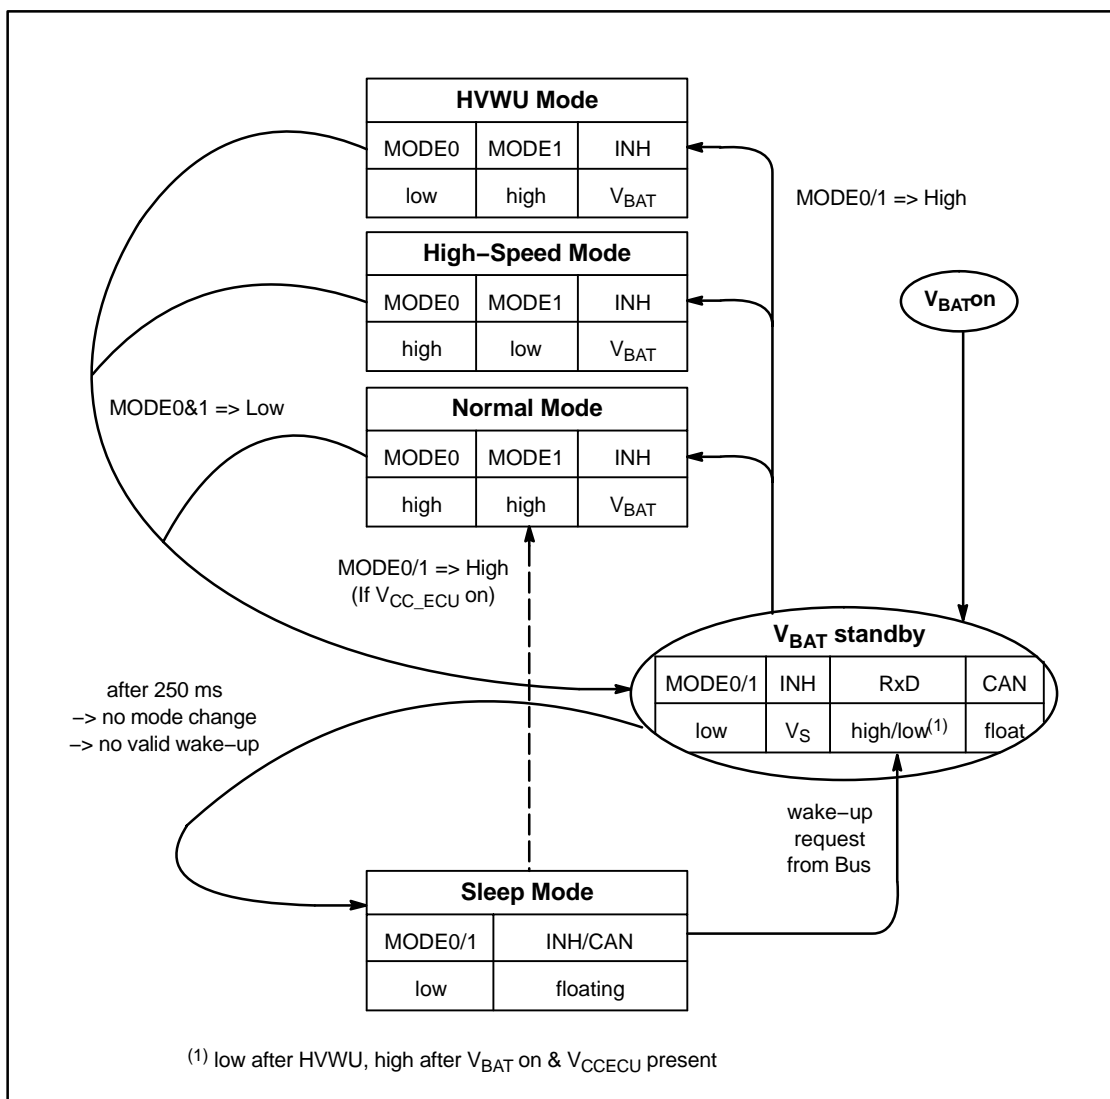 HVWU Mode
MODE0 MODE1 INH
low high VBAT
MODE0/1 => High
High–Speed Mode
MODE0 MODE1 INH
high low VBAT
VBATon
MODE0&1 => Low
Normal Mode
MODE0 MODE1 INH
high high VBAT
MODE0/1 => High
(If VCC_ECU on)
VBAT standby
MODE0/1 INH RxD CAN
low VS high/low(1) float
after 250 ms
–> no mode change
–> no valid wake–up
wake–up
request
from Bus
Sleep Mode
MODE0/1 INH/CAN
low floating
(1) low after HVWU, high after VBAT on & VCCECU present